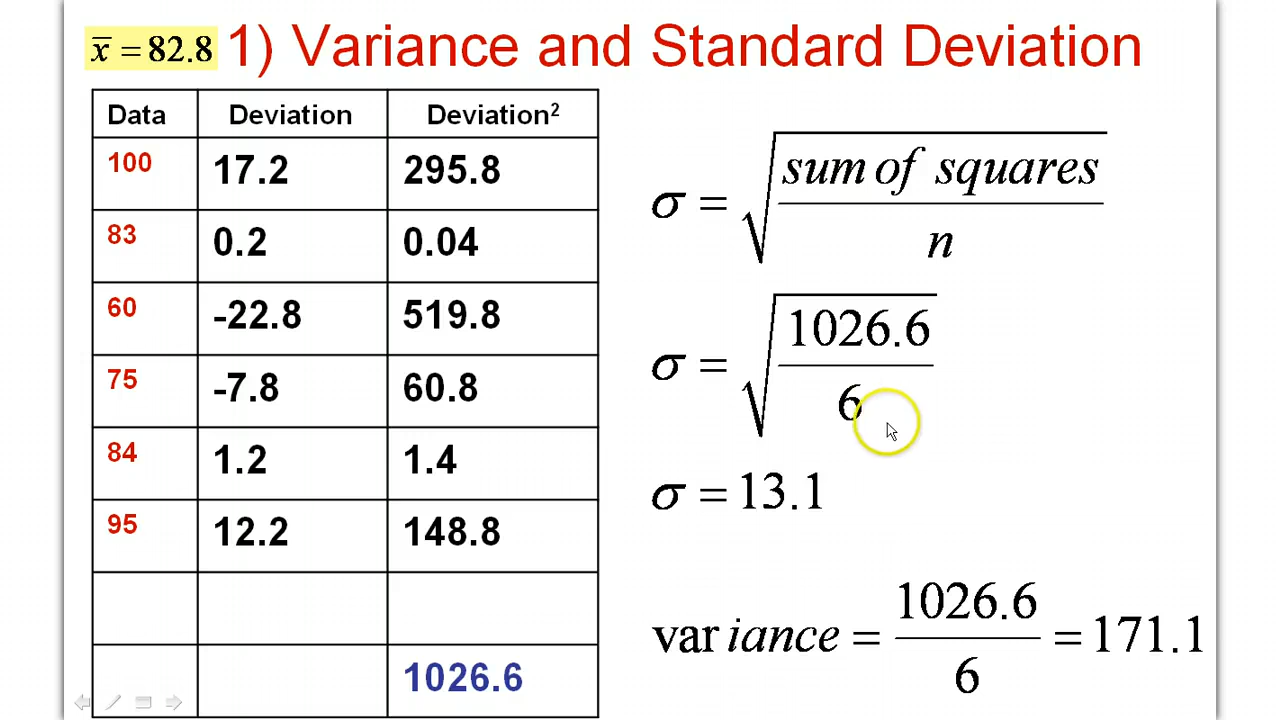 x̅ = 82.8 1) Variance and Standard Deviation
Data Deviation Deviation²
100 17.2 295.8
83 0.2 0.04
60 -22.8 519.8
75 -7.8 60.8
84 1.2 1.4
95 12.2 148.8
1026.6
σ = √(sum of squares / n)
σ = √(1026.6 / 6)
σ = 13.1
variance = 1026.6 / 6 = 171.1